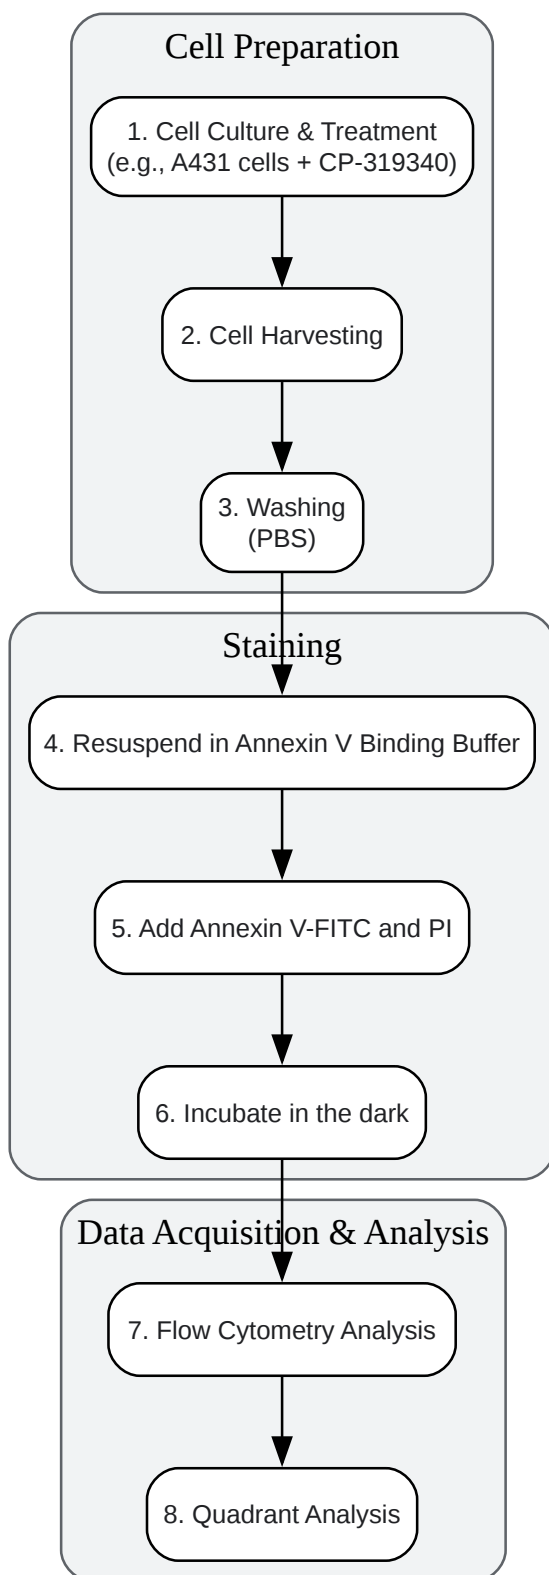 Cell Preparation
1. Cell Culture & Treatment
(e.g., A431 cells + CP-319340)
2. Cell Harvesting
3. Washing
(PBS)
Staining
4. Resuspend in Annexin V Binding Buffer
5. Add Annexin V-FITC and PI
6. Incubate in the dark
Data Acquisition & Analysis
7. Flow Cytometry Analysis
8. Quadrant Analysis